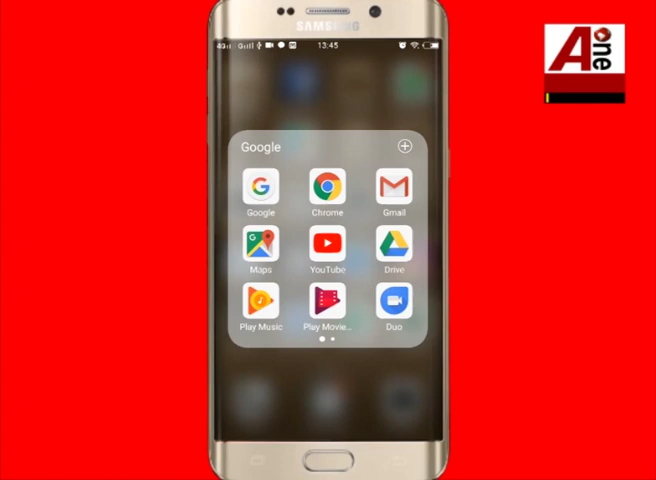 SAMSUNG
13:45
Google
Google Chrome Gmail
Maps YouTube Drive
Play Music Play Movie... Duo
A one